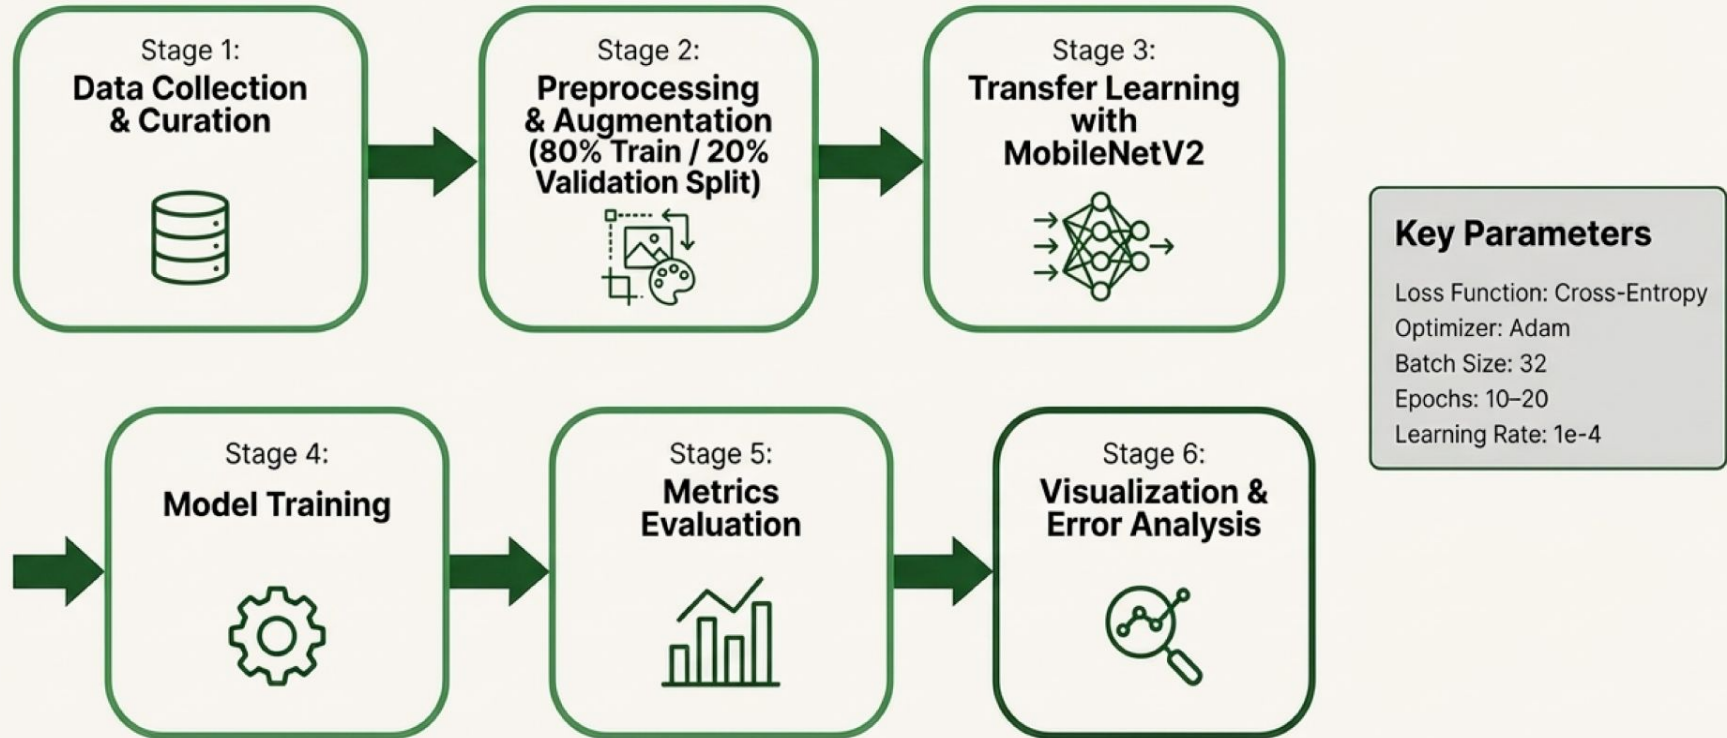 Stage 1:
Data Collection
& Curation
Stage 2:
Preprocessing
& Augmentation
(80% Train / 20%
Validation Split)
Stage 3:
Transfer Learning
with
MobileNetV2
Key Parameters
Loss Function: Cross-Entropy
Optimizer: Adam
Batch Size: 32
Epochs: 10–20
Learning Rate: 1e-4
Stage 4:
Model Training
Stage 5:
Metrics
Evaluation
Stage 6:
Visualization &
Error Analysis